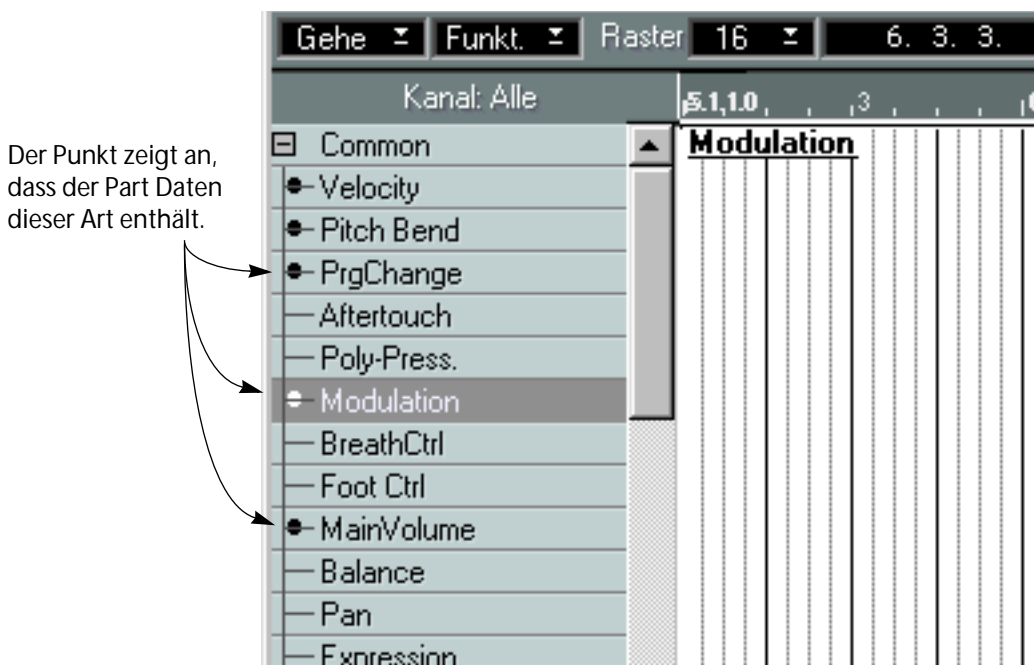 Gehe Funkt. Raster 16 6. 3. 3.
Kanal: Alle 5.1,1.0 3
Der Punkt zeigt an,
dass der Part Daten
dieser Art enthält.
Common
Velocity
Pitch Bend
PrgChange
Aftertouch
Poly-Press.
Modulation
BreathCtrl
Foot Ctrl
MainVolume
Balance
Pan
Expression
Modulation